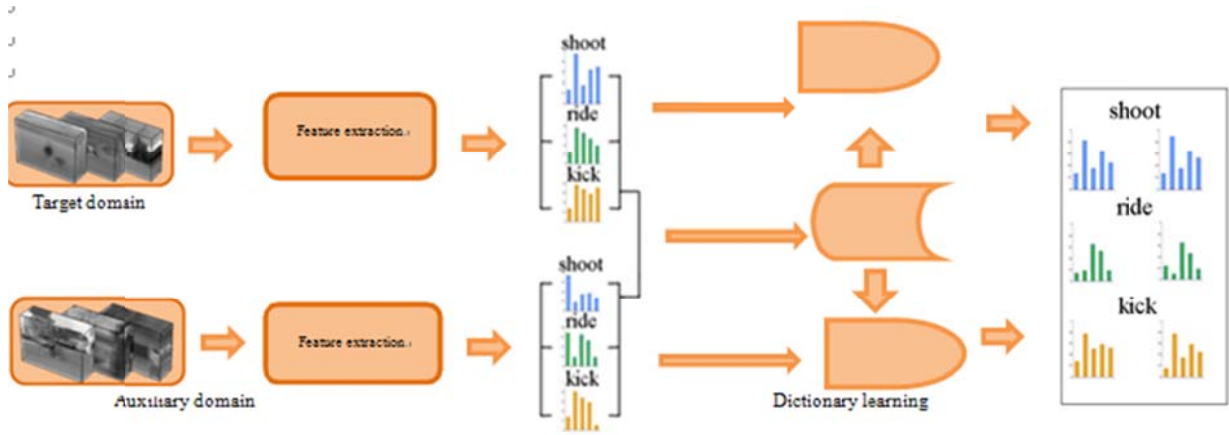 shoot
ride
kick
Feature extraction
Target domain
shoot
ride
kick
Feature extraction
Auxiliary domain
Dictionary learning
shoot
ride
kick